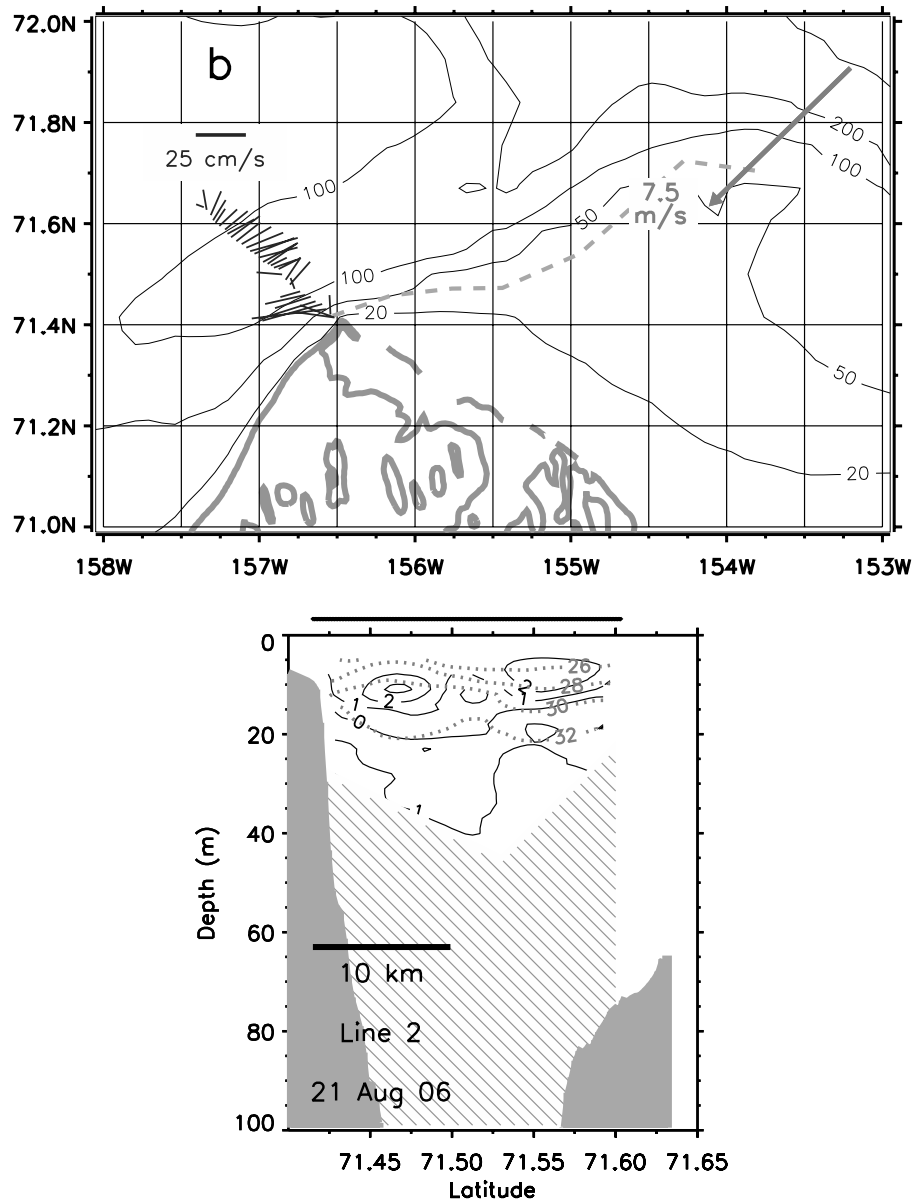 72.0N
b
71.8N
25 cm/s
200
100
100
7.5
m/s
71.6N
50
100
20
71.4N
50
71.2N
20
71.0N
158W 157W 156W 155W 154W 153W
0
26
2
28
1 2 1 30
0
32
20
1
40
Depth (m)
60
10 km
80
Line 2
21 Aug 06
100
71.45 71.50 71.55 71.60 71.65
Latitude